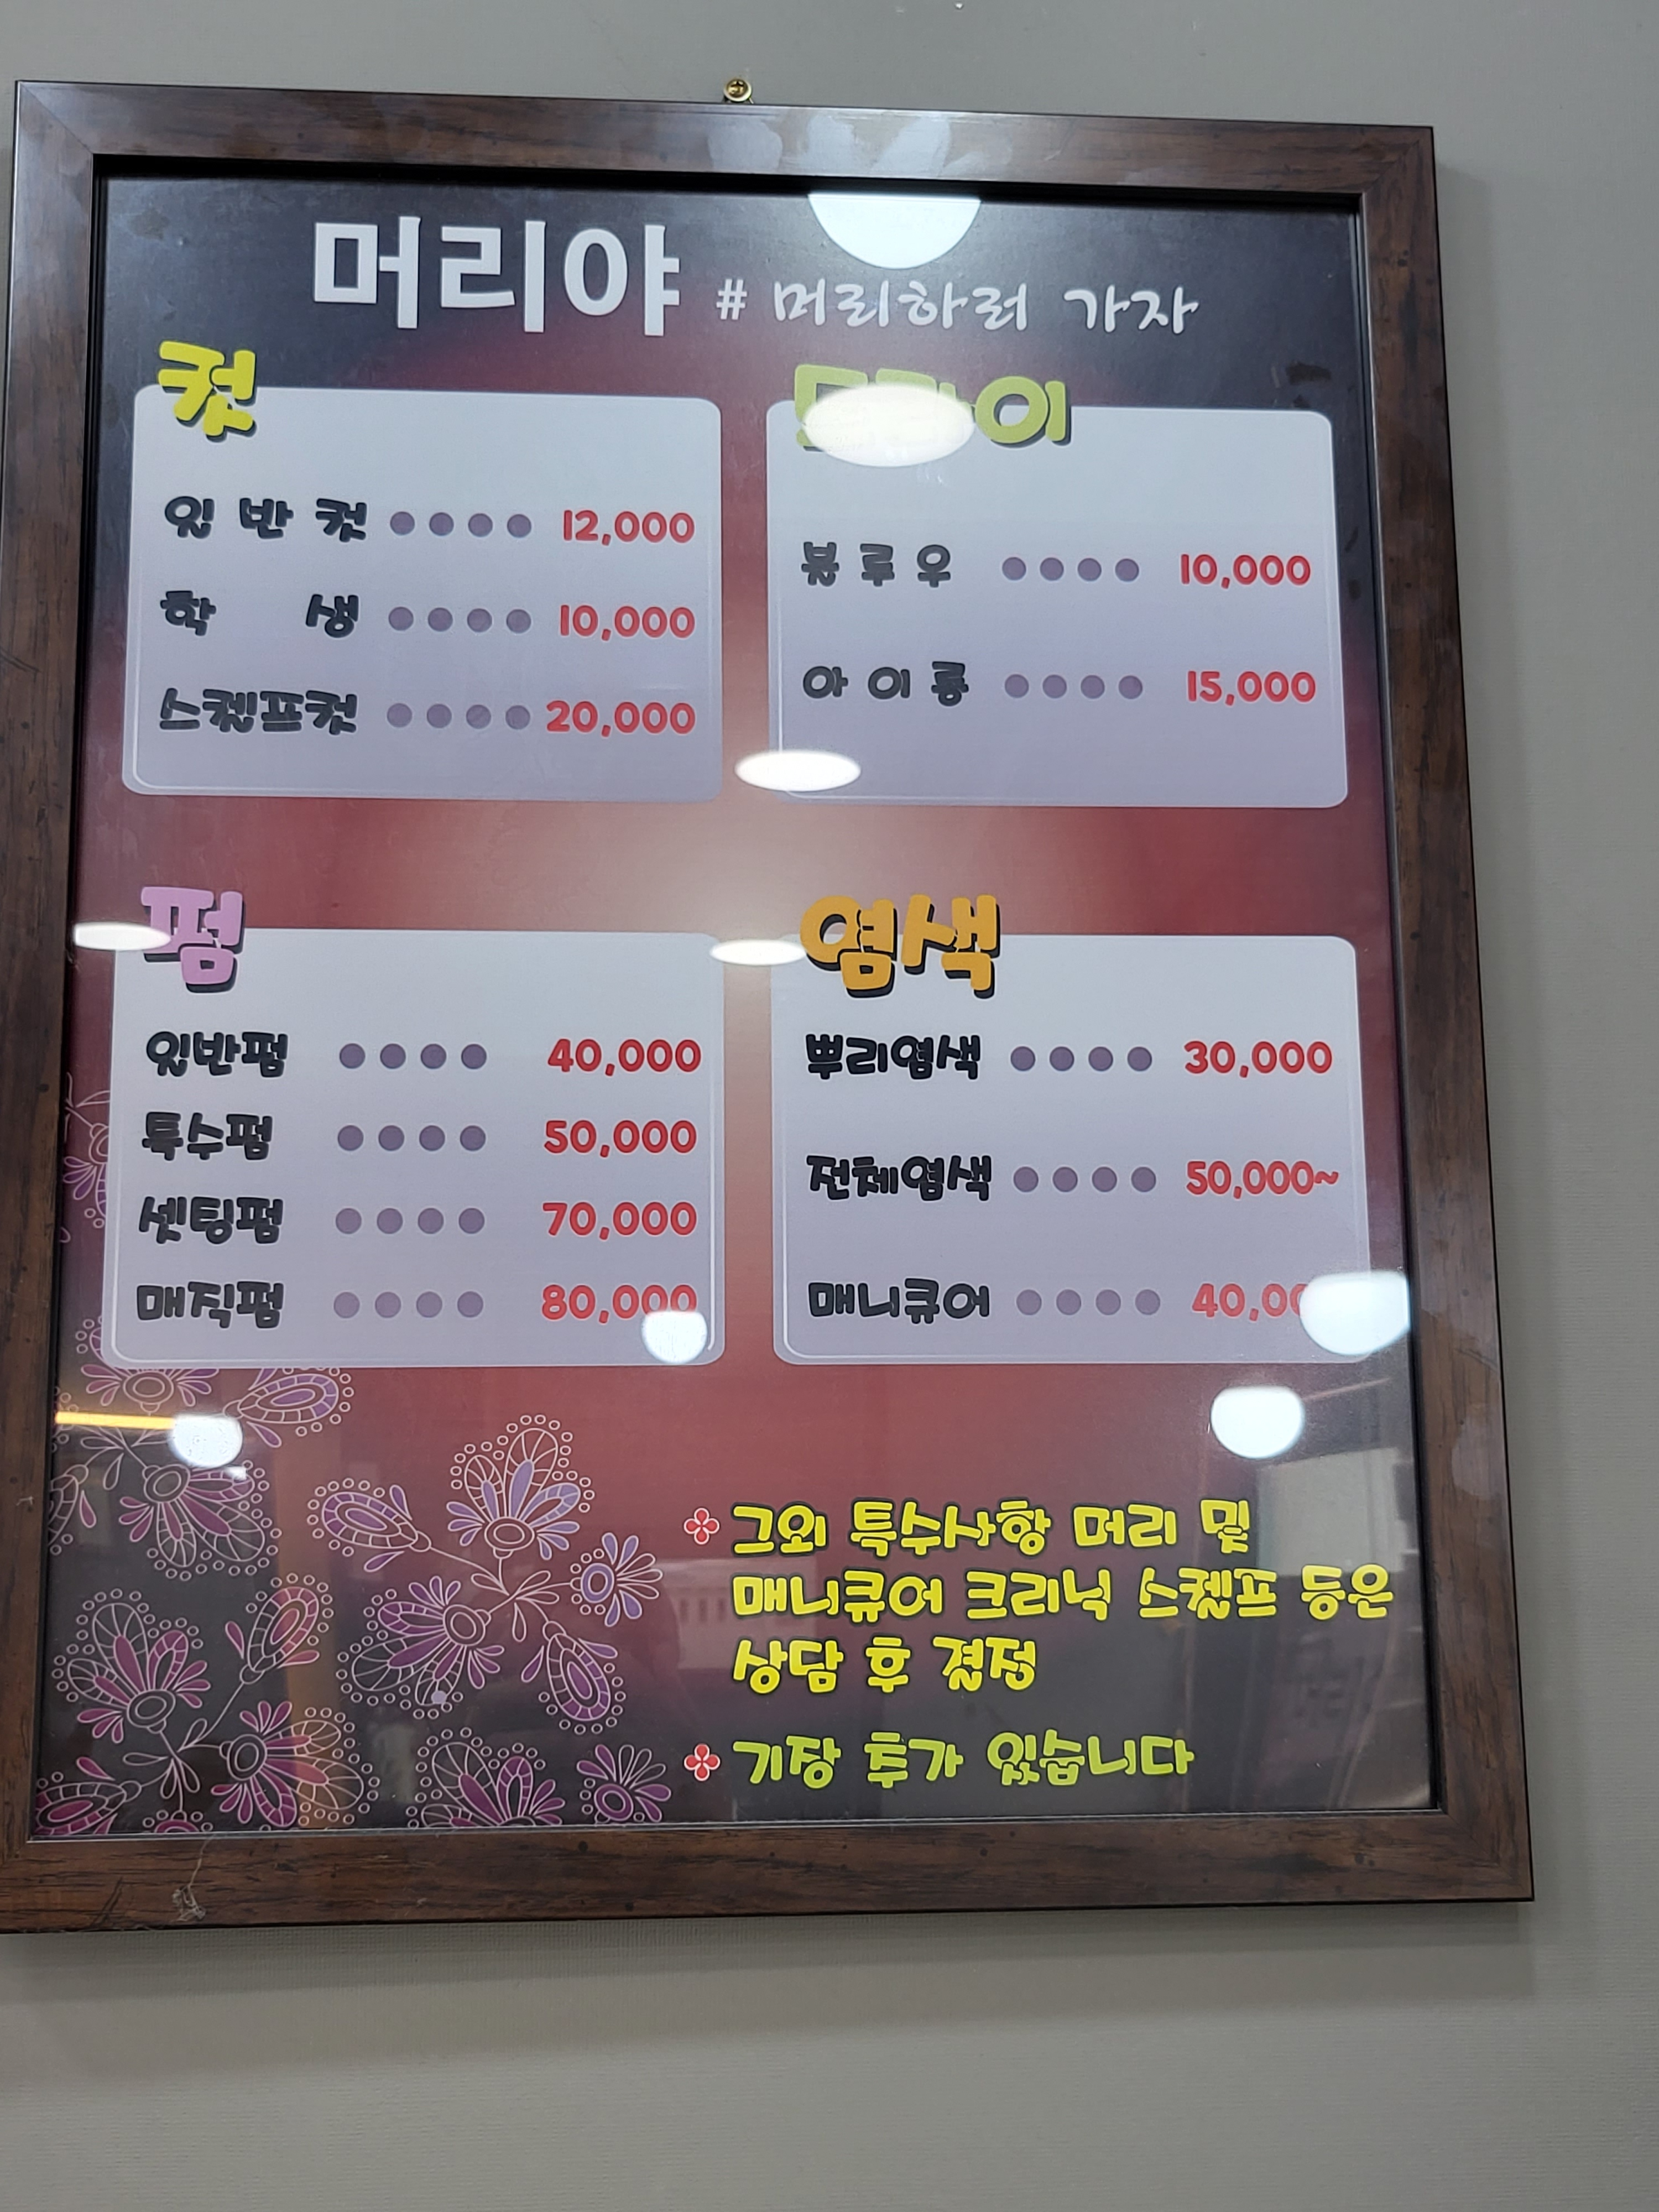 머리야 # 머리하러 가자
컷
일 반 컷 12,000
학 생 10,000
스켈프컷 20,000
드라이
블 루 우 10,000
아 이 롱 15,000
펌
일반펌 40,000
특수펌 50,000
셋팅펌 70,000
매직펌 80,000
염색
뿌리염색 30,000
전체염색 50,000~
매니큐어
그외 특수사항 머리 및
매니큐어 크리닉 스켈프 등은
상담 후 결정
기장 추가 있습니다